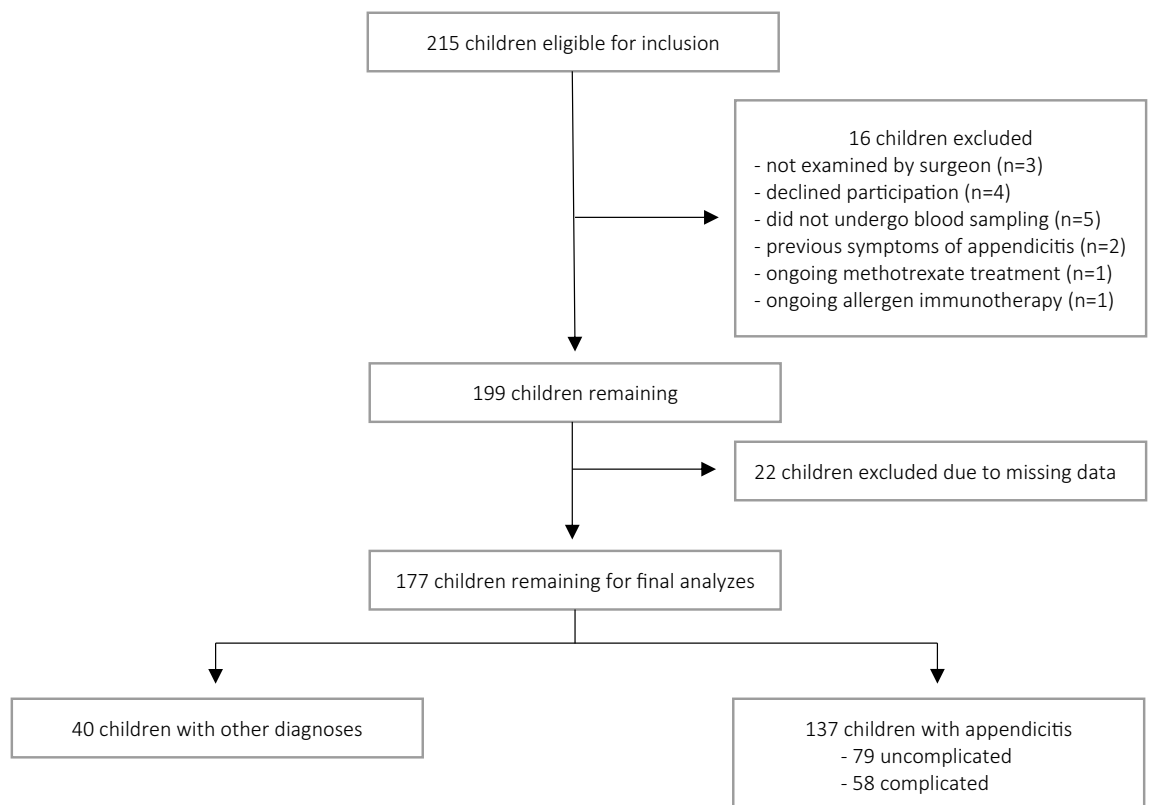 215 children eligible for inclusion
16 children excluded
- not examined by surgeon (n=3)
- declined participation (n=4)
- did not undergo blood sampling (n=5)
- previous symptoms of appendicitis (n=2)
- ongoing methotrexate treatment (n=1)
- ongoing allergen immunotherapy (n=1)
199 children remaining
22 children excluded due to missing data
177 children remaining for final analyzes
40 children with other diagnoses
137 children with appendicitis
- 79 uncomplicated
- 58 complicated